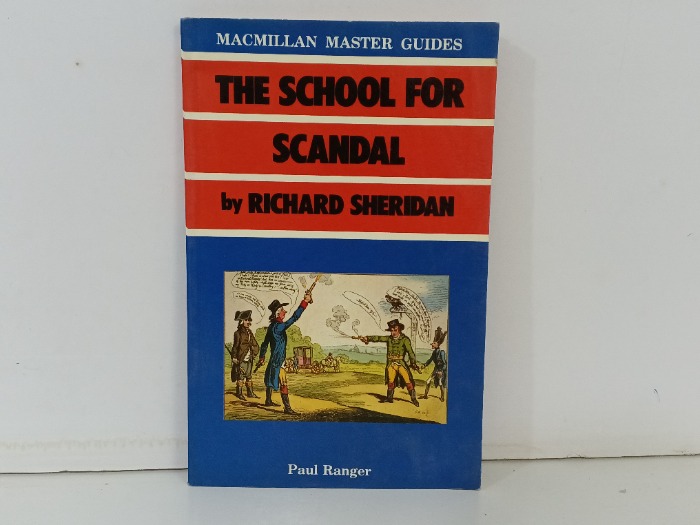 MACMILLAN MASTER GUIDES
THE SCHOOL FOR
SCANDAL
by RICHARD SHERIDAN
Paul Ranger